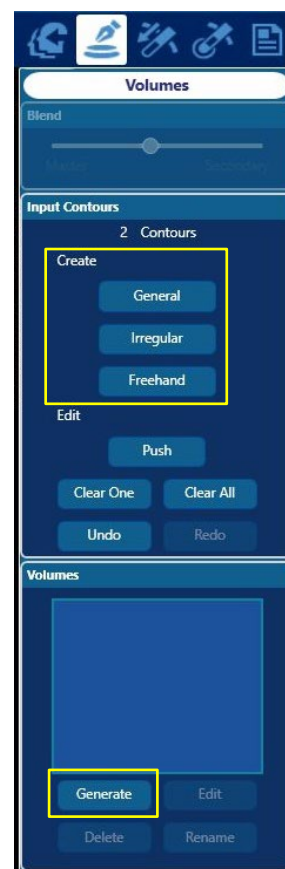 Volumes
Blend
Master Secondary
Input Contours
2 Contours
Create
General
Irregular
Freehand
Edit
Push
Clear One Clear All
Undo Redo
Volumes
Generate Edit
Delete Rename